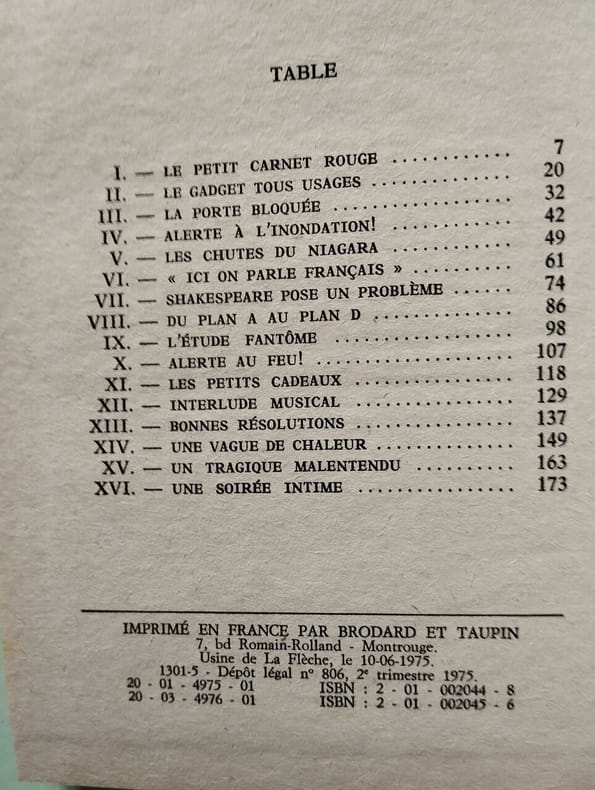 TABLE
I. — LE PETIT CARNET ROUGE ............ 7
II. — LE GADGET TOUS USAGES ............ 20
III. — LA PORTE BLOQUÉE ................ 32
IV. — ALERTE À L'INONDATION! .......... 42
V. — LES CHUTES DU NIAGARA ............ 49
VI. — « ICI ON PARLE FRANÇAIS » .......... 61
VII. — SHAKESPEARE POSE UN PROBLÈME ...... 74
VIII. — DU PLAN A AU PLAN D .............. 86
IX. — L'ÉTUDE FANTÔME ................ 98
X. — ALERTE AU FEU! .................. 107
XI. — LES PETITS CADEAUX ................ 118
XII. — INTERLUDE MUSICAL ................ 129
XIII. — BONNES RÉSOLUTIONS ................ 137
XIV. — UNE VAGUE DE CHALEUR .............. 149
XV. — UN TRAGIQUE MALENTENDU .......... 163
XVI. — UNE SOIRÉE INTIME ................ 173
IMPRIMÉ EN FRANCE PAR BRODARD ET TAUPIN
7, bd Romain-Rolland - Montrouge.
Usine de La Flèche, le 10-06-1975.
1301-5 - Dépôt légal nº 806, 2e trimestre 1975.
20 - 01 - 4975 - 01 ISBN : 2 - 01 - 002044 - 8
20 - 03 - 4976 - 01 ISBN : 2 - 01 - 002045 - 6